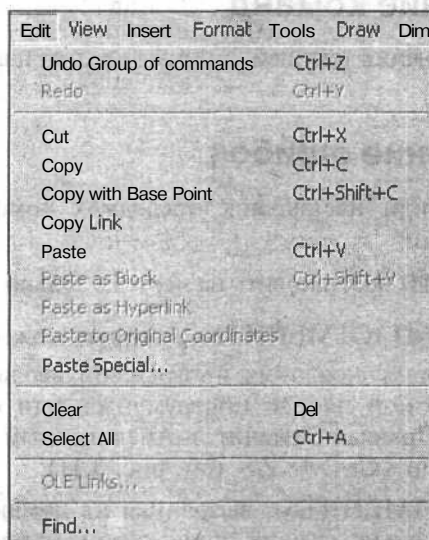 Edit View Insert Format Tools Draw Dim
Undo Group of commands Ctrl+Z
Redo Ctrl+Y
Cut Ctrl+X
Copy Ctrl+C
Copy with Base Point Ctrl+Shift+C
Copy Link
Paste Ctrl+V
Paste as Block Ctrl+Shift+V
Paste as Hyperlink
Paste to Original Coordinates
Paste Special...
Clear Del
Select All Ctrl+A
OLE Links...
Find...